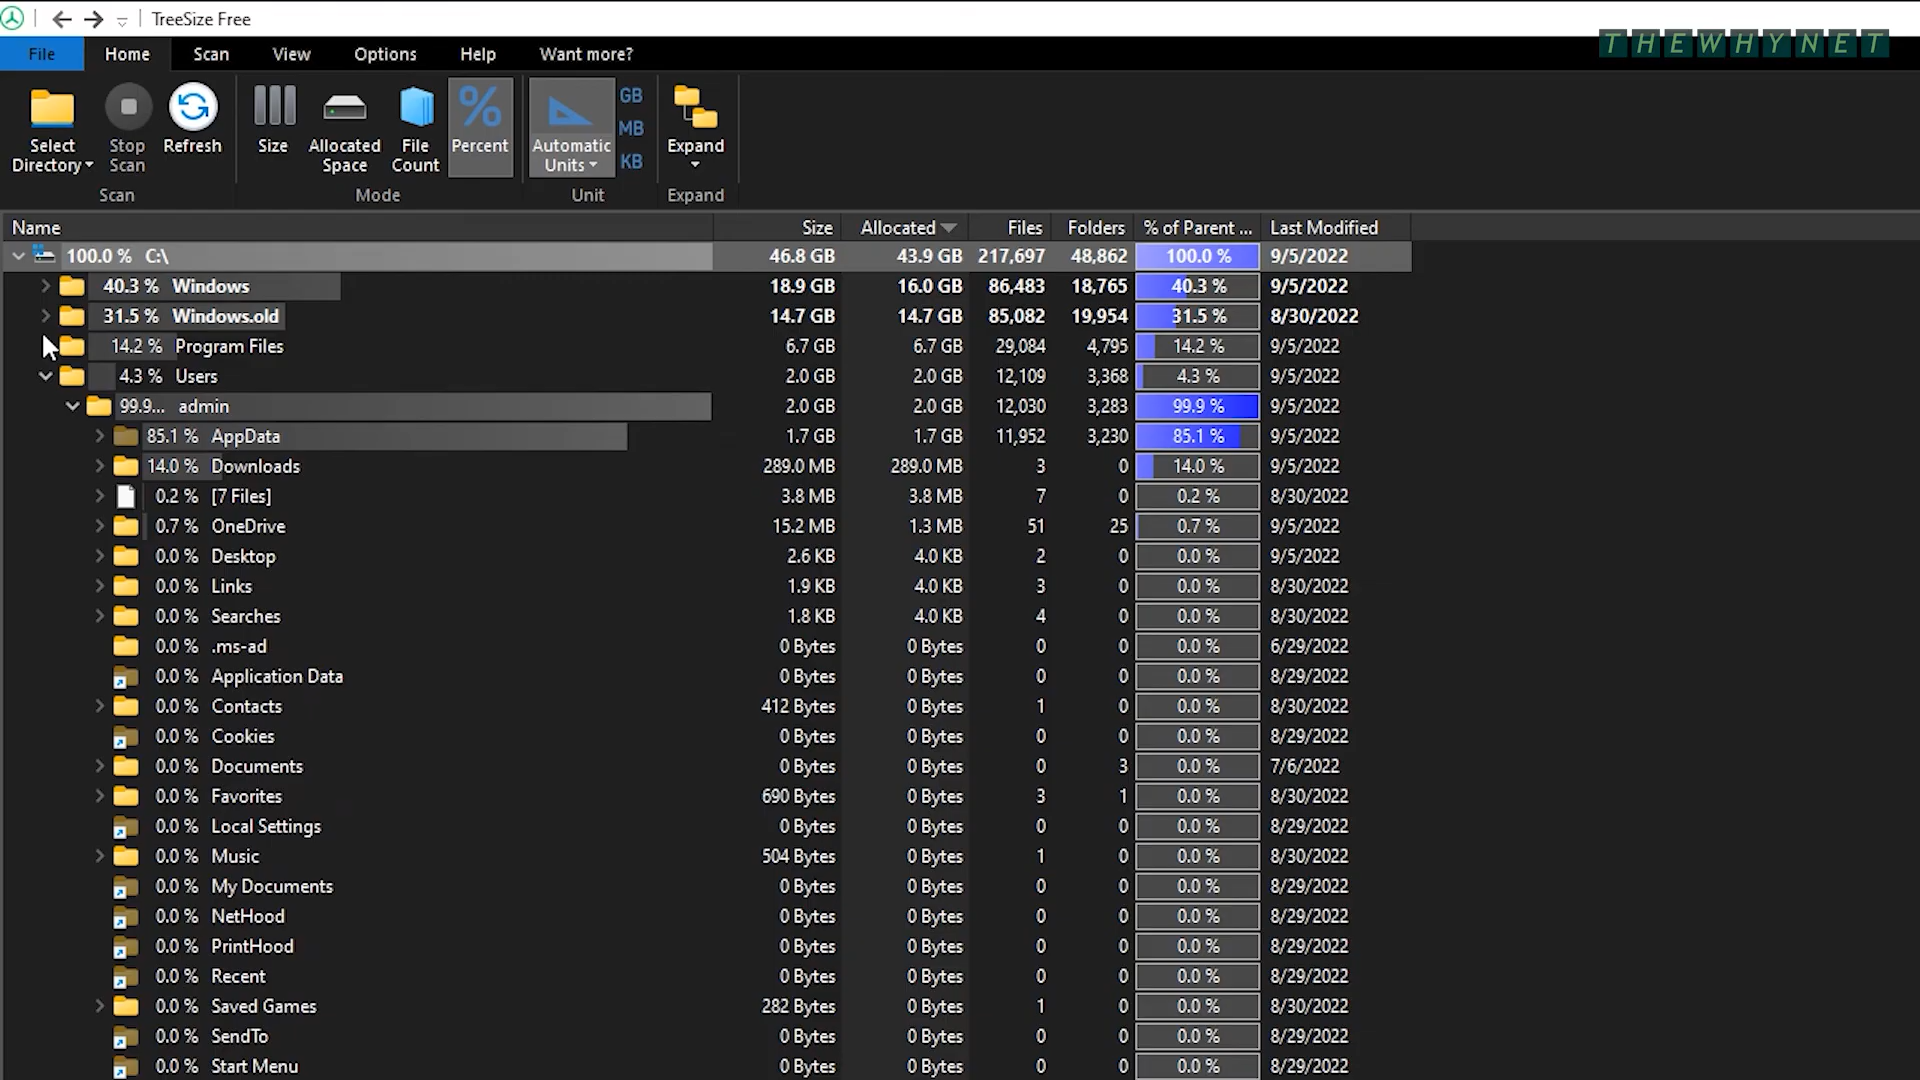 TreeSize Free
THEWHYNET
File Home Scan View Options Help Want more?
Select Directory Stop Scan Refresh Size Allocated Space File Count Percent Automatic Units GB MB KB Expand
Scan Mode Unit Expand
Name Size Allocated Files Folders % of Parent ... Last Modified
100.0 % C:\ 46.8 GB 43.9 GB 217,697 48,862 100.0 % 9/5/2022
40.3 % Windows 18.9 GB 16.0 GB 86,483 18,765 40.3 % 9/5/2022
31.5 % Windows.old 14.7 GB 14.7 GB 85,082 19,954 31.5 % 8/30/2022
14.2 % Program Files 6.7 GB 6.7 GB 29,084 4,795 14.2 % 9/5/2022
4.3 % Users 2.0 GB 2.0 GB 12,109 3,368 4.3 % 9/5/2022
99.9... admin 2.0 GB 2.0 GB 12,030 3,283 99.9 % 9/5/2022
85.1 % AppData 1.7 GB 1.7 GB 11,952 3,230 85.1 % 9/5/2022
14.0 % Downloads 289.0 MB 289.0 MB 3 0 14.0 % 9/5/2022
0.2 % [7 Files] 3.8 MB 3.8 MB 7 0 0.2 % 8/30/2022
0.7 % OneDrive 15.2 MB 1.3 MB 51 25 0.7 % 9/5/2022
0.0 % Desktop 2.6 KB 4.0 KB 2 0 0.0 % 9/5/2022
0.0 % Links 1.9 KB 4.0 KB 3 0 0.0 % 8/30/2022
0.0 % Searches 1.8 KB 4.0 KB 4 0 0.0 % 8/30/2022
0.0 % .ms-ad 0 Bytes 0 Bytes 0 0 0.0 % 6/29/2022
0.0 % Application Data 0 Bytes 0 Bytes 0 0 0.0 % 8/29/2022
0.0 % Contacts 412 Bytes 0 Bytes 1 0 0.0 % 8/30/2022
0.0 % Cookies 0 Bytes 0 Bytes 0 0 0.0 % 8/29/2022
0.0 % Documents 0 Bytes 0 Bytes 0 3 0.0 % 7/6/2022
0.0 % Favorites 690 Bytes 0 Bytes 3 1 0.0 % 8/30/2022
0.0 % Local Settings 0 Bytes 0 Bytes 0 0 0.0 % 8/29/2022
0.0 % Music 504 Bytes 0 Bytes 1 0 0.0 % 8/30/2022
0.0 % My Documents 0 Bytes 0 Bytes 0 0 0.0 % 8/29/2022
0.0 % NetHood 0 Bytes 0 Bytes 0 0 0.0 % 8/29/2022
0.0 % PrintHood 0 Bytes 0 Bytes 0 0 0.0 % 8/29/2022
0.0 % Recent 0 Bytes 0 Bytes 0 0 0.0 % 8/29/2022
0.0 % Saved Games 282 Bytes 0 Bytes 1 0 0.0 % 8/30/2022
0.0 % SendTo 0 Bytes 0 Bytes 0 0 0.0 % 8/29/2022
0.0 % Start Menu 0 Bytes 0 Bytes 0 0 0.0 % 8/29/2022